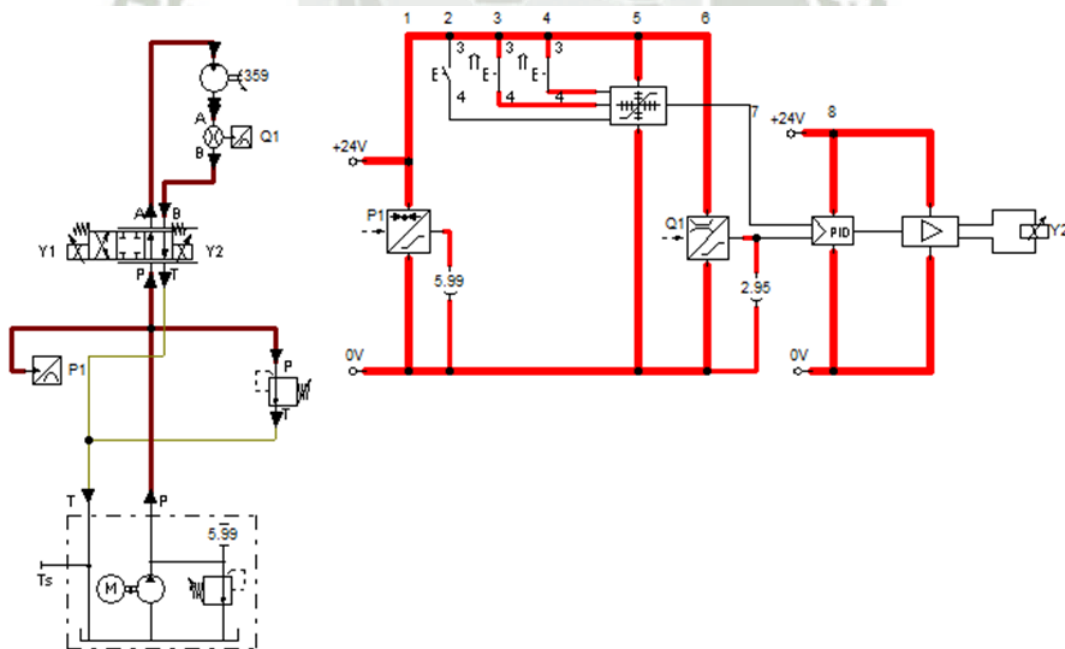 1 2 3 4 5 6
3 3 3
E E E
4 4 4
359
A
Q1
B
7
+24V 8
+24V
P1
Q1
PID
Y2
A B
Y1 Y2
P T
5.99
2.95
0V
0V
P1
P
T
T P
5.99
Ts
M